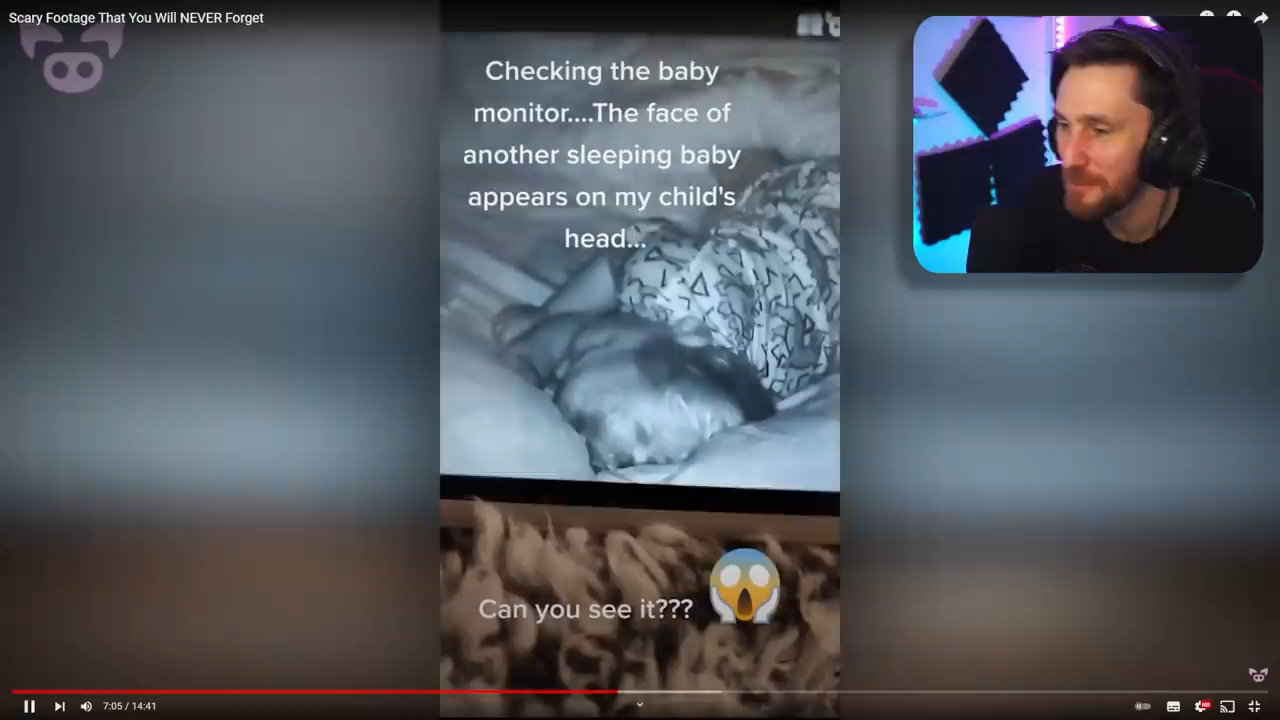 Scary Footage That You Will NEVER Forget
Checking the baby
monitor....The face of
another sleeping baby
appears on my child's
head...
Can you see it???
7:05 / 14:41
HD